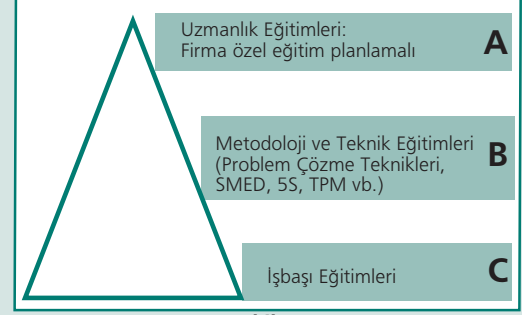 Uzmanlık Eğitimleri:
Firma özel eğitim planlamalı
A
Metodoloji ve Teknik Eğitimleri
(Problem Çözme Teknikleri,
SMED, 5S, TPM vb.)
B
İşbaşı Eğitimleri
C